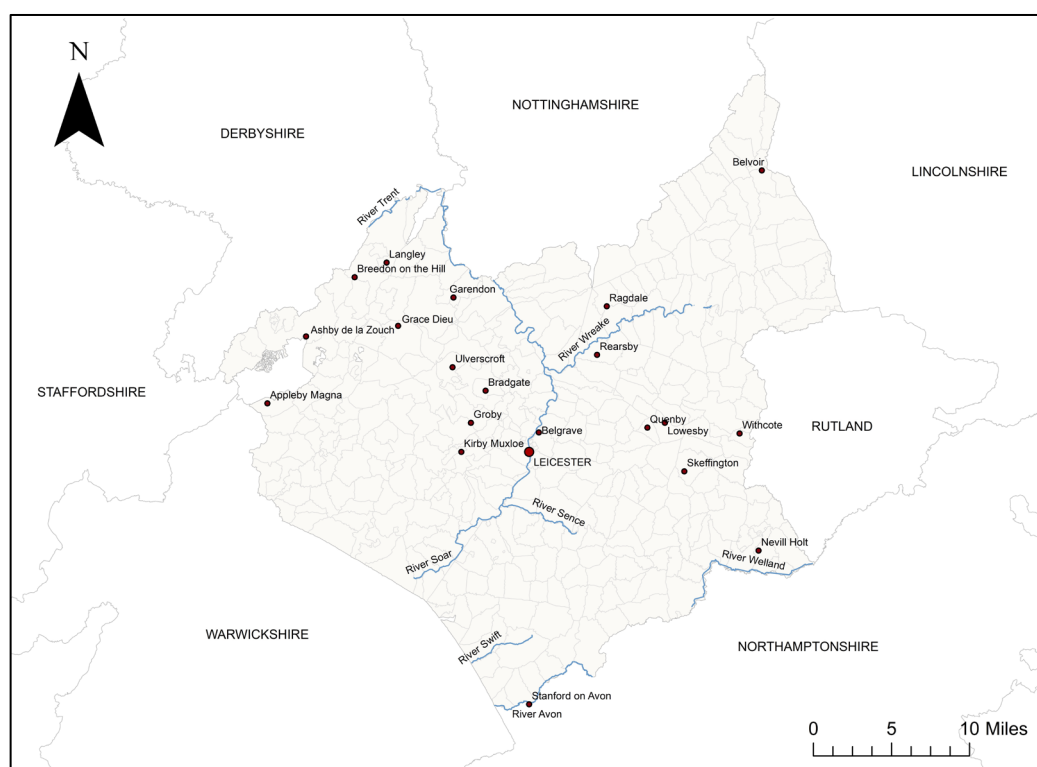 N
NOTTINGHAMSHIRE
DERBYSHIRE
Belvoir
LINCOLNSHIRE
River Trent
Langley
Breedon on the Hill
Garendon
Ragdale
Grace Dieu
Ashby de la Zouch
River Wreake
Rearsby
Ulverscroft
Bradgate
STAFFORDSHIRE
Appleby Magna
Groby
Quenby
Lowesby
Withcote
RUTLAND
Belgrave
Kirby Muxloe
LEICESTER
Skeffington
River Sence
Nevill Holt
River Soar
River Welland
WARWICKSHIRE
River Swift
NORTHAMPTONSHIRE
Stanford on Avon
River Avon
0 5 10 Miles